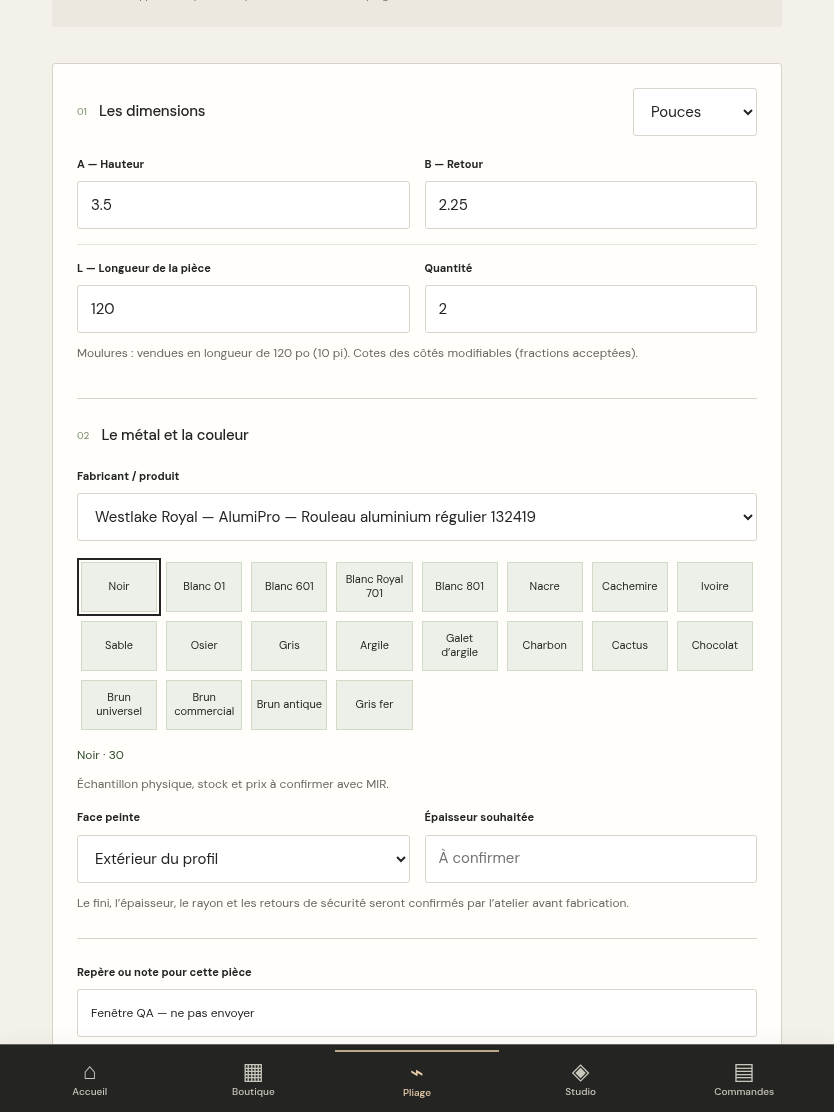 01 Les dimensions
Pouces
A — Hauteur
B — Retour
3.5
2.25
L — Longueur de la pièce
Quantité
120
2
Moulures : vendues en longueur de 120 po (10 pi). Cotes des côtés modifiables (fractions acceptées).
02 Le métal et la couleur
Fabricant / produit
Westlake Royal — AlumiPro — Rouleau aluminium régulier 132419
Noir
Blanc 01
Blanc 601
Blanc Royal
701
Blanc 801
Nacre
Cachemire
Ivoire
Sable
Osier
Gris
Argile
Galet
d’argile
Charbon
Cactus
Chocolat
Brun
universel
Brun
commercial
Brun antique
Gris fer
Noir · 30
Échantillon physique, stock et prix à confirmer avec MIR.
Face peinte
Épaisseur souhaitée
Extérieur du profil
À confirmer
Le fini, l’épaisseur, le rayon et les retours de sécurité seront confirmés par l’atelier avant fabrication.
Repère ou note pour cette pièce
Fenêtre QA — ne pas envoyer
Accueil
Boutique
Pliage
Studio
Commandes